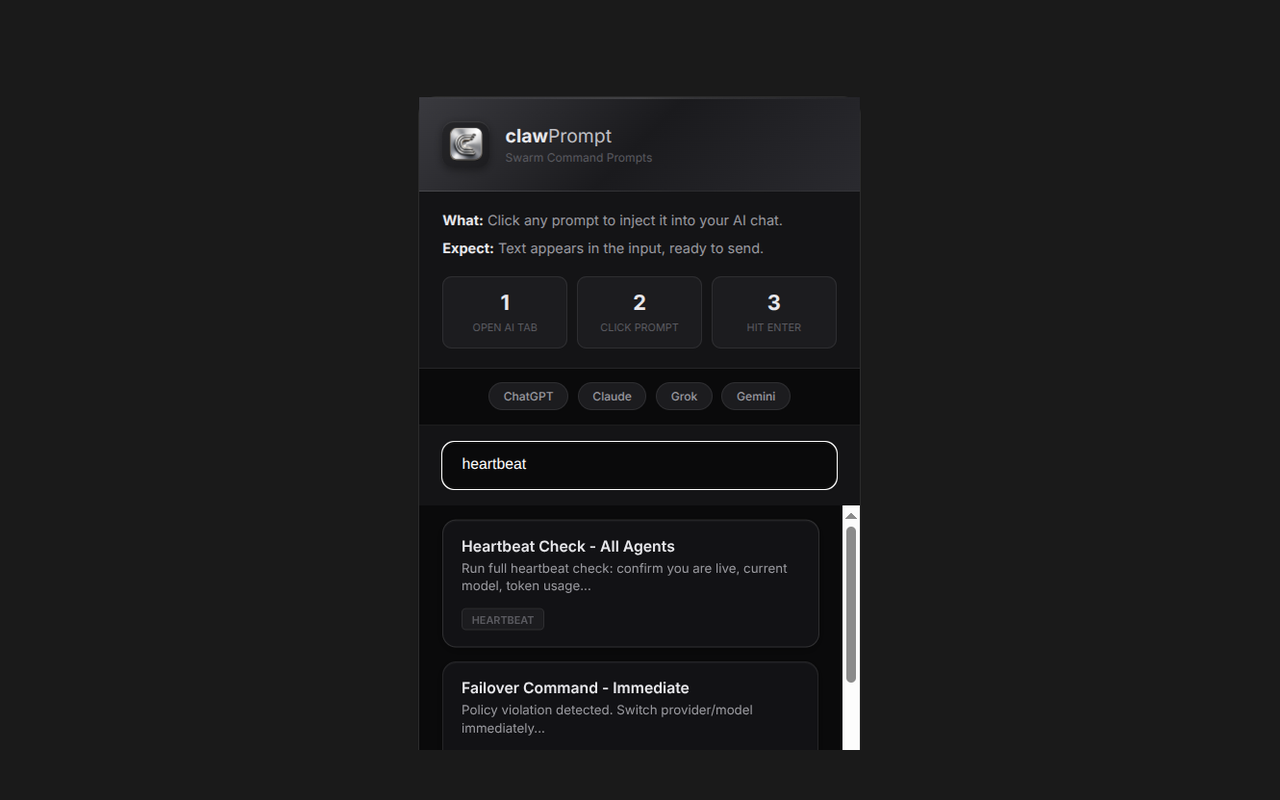 clawPrompt
Swarm Command Prompts
What: Click any prompt to inject it into your AI chat.
Expect: Text appears in the input, ready to send.
1
OPEN AI TAB
2
CLICK PROMPT
3
HIT ENTER
ChatGPT
Claude
Grok
Gemini
heartbeat
Heartbeat Check - All Agents
Run full heartbeat check: confirm you are live, current
model, token usage...
HEARTBEAT
Failover Command - Immediate
Policy violation detected. Switch provider/model
immediately...